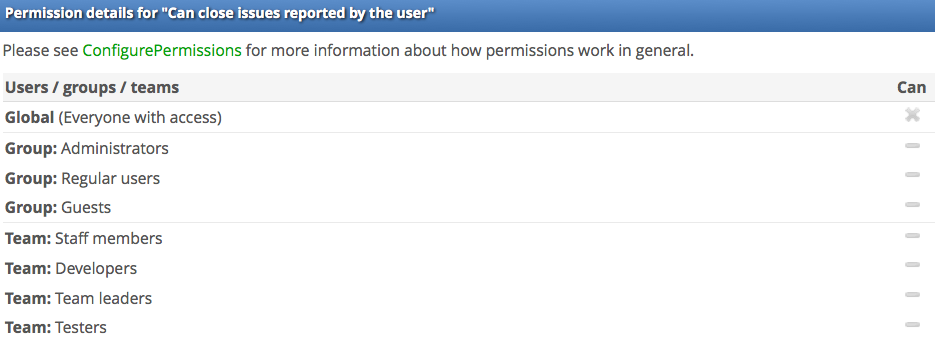 Permission details for "Can close issues reported by the user"
Please see ConfigurePermissions for more information about how permissions work in general.
Users / groups / teams Can
Global (Everyone with access)
Group: Administrators
Group: Regular users
Group: Guests
Team: Staff members
Team: Developers
Team: Team leaders
Team: Testers